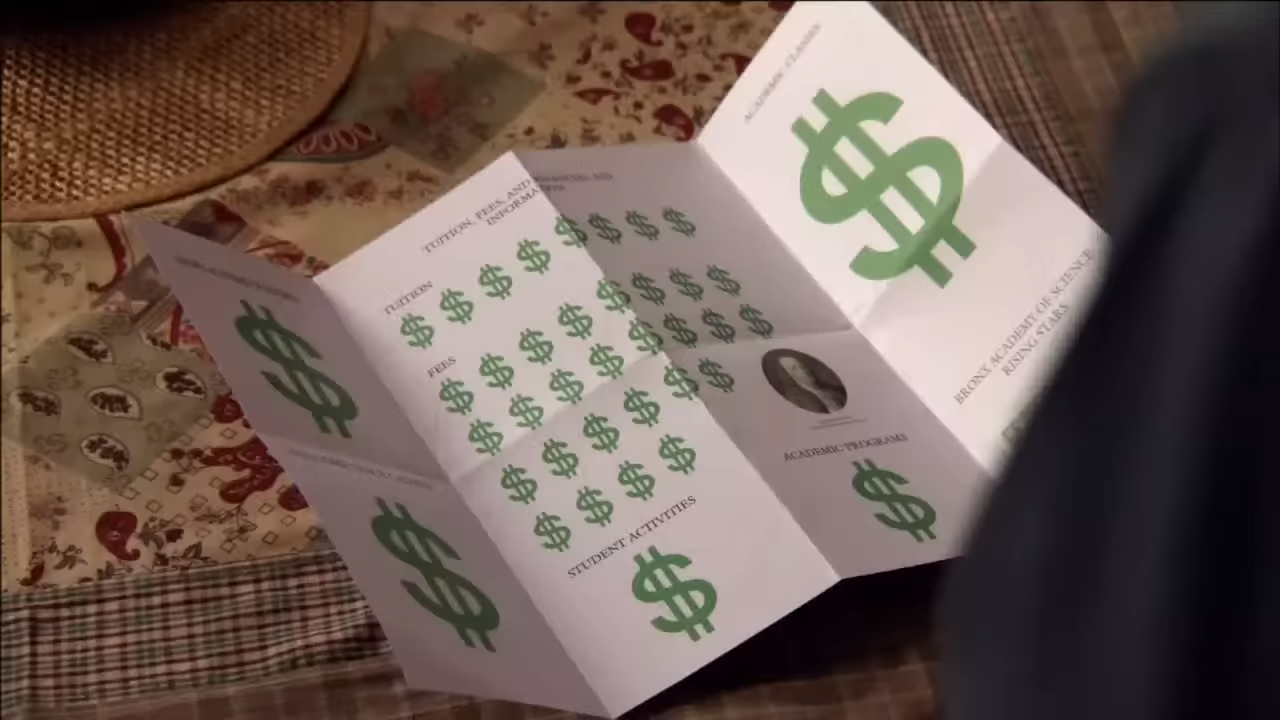 TUITION, FEES, AND FINANCIAL AID
INFORMATION
TUITION
$ $ $ $ $ $ $ $
FEES
$ $ $ $ $ $ $ $
$ $ $ $ $ $ $ $
$ $ $ $ $ $
$ $ $ $
STUDENT ACTIVITIES
$
$
$
ACADEMIC PROGRAMS
$
ACADEMIC CLASSES
$
BRONX ACADEMY OF SCIENCE
RISING STARS